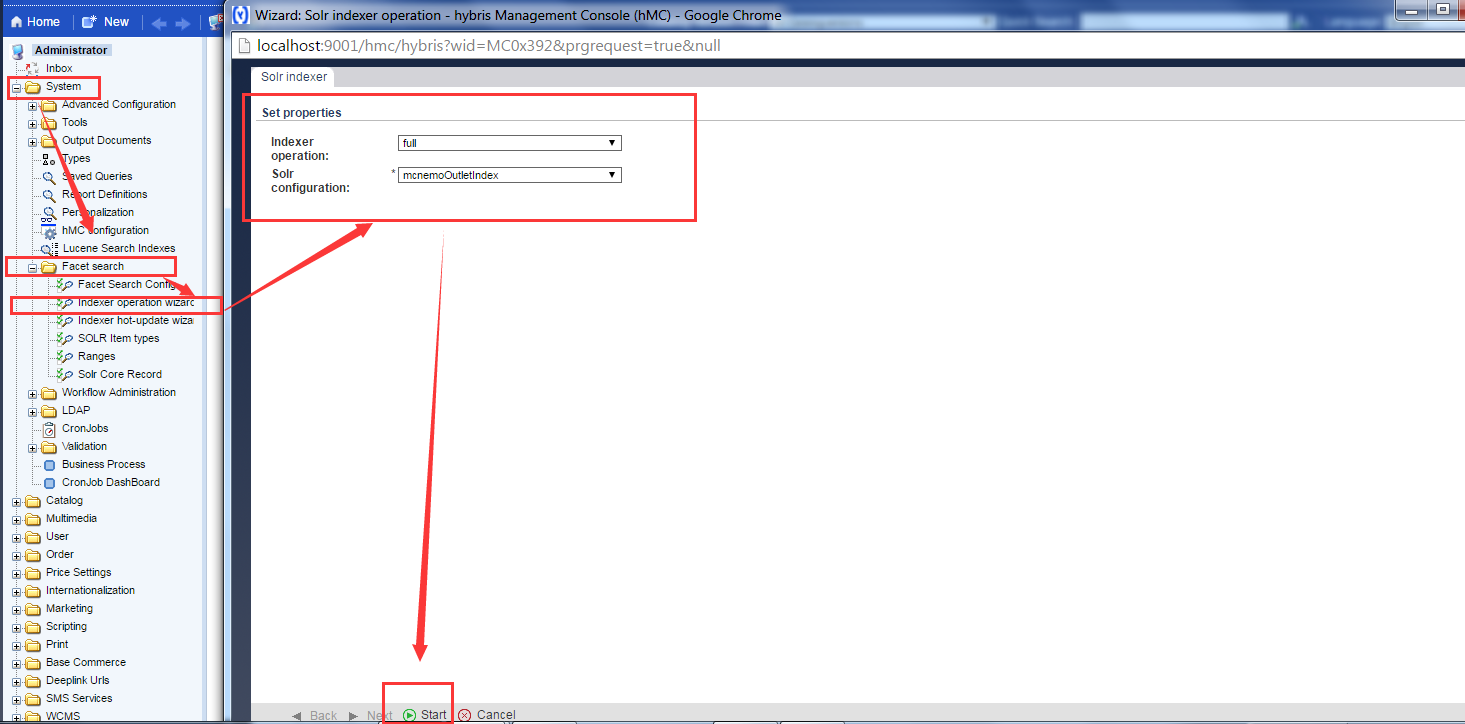 Wizard: Solr indexer operation - hybris Management Console (hMC) - Google Chrome
Home New
localhost:9001/hmc/hybris?wid=MC0x392&prgrequest=true&null
Administrator
Inbox
System
Advanced Configuration
Tools
Output Documents
Types
Saved Queries
Report Definitions
Personalization
hMC configuration
Lucene Search Indexes
Facet search
Facet Search Config
Indexer operation wizard
Indexer hot-update wiza
SOLR Item types
Ranges
Solr Core Record
Workflow Administration
LDAP
CronJobs
Validation
Business Process
CronJob DashBoard
Catalog
Multimedia
User
Order
Price Settings
Internationalization
Marketing
Scripting
Print
Base Commerce
Deeplink Urls
SMS Services
WCMS
Solr indexer
Set properties
Indexer
operation:
full
Solr
configuration:
* mcnemoOutletIndex
Back Next Start Cancel